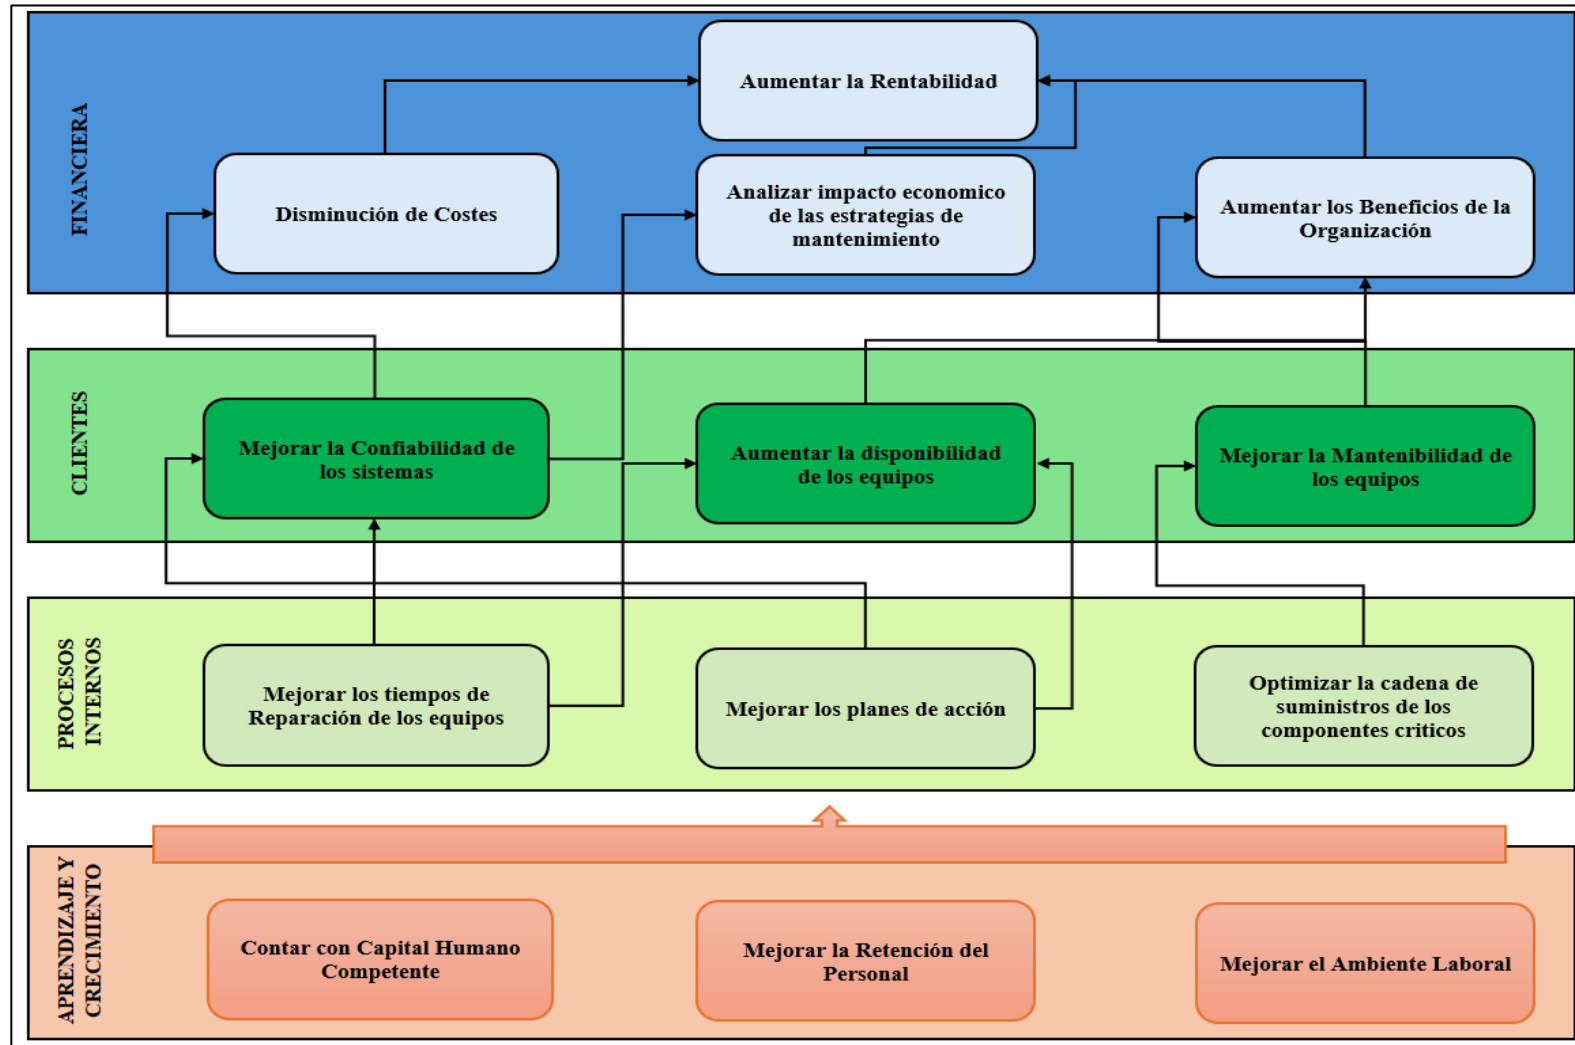 FINANCIERA
Aumentar la Rentabilidad
Disminución de Costes
Analizar impacto economico
de las estrategias de
mantenimiento
Aumentar los Beneficios de la
Organización
CLIENTES
Mejorar la Confiabilidad de
los sistemas
Aumentar la disponibilidad
de los equipos
Mejorar la Mantenibilidad de
los equipos
PROCESOS
INTERNOS
Mejorar los tiempos de
Reparación de los equipos
Mejorar los planes de acción
Optimizar la cadena de
suministros de los
componentes criticos
APRENDIZAJE Y
CRECIMIENTO
Contar con Capital Humano
Competente
Mejorar la Retención del
Personal
Mejorar el Ambiente Laboral